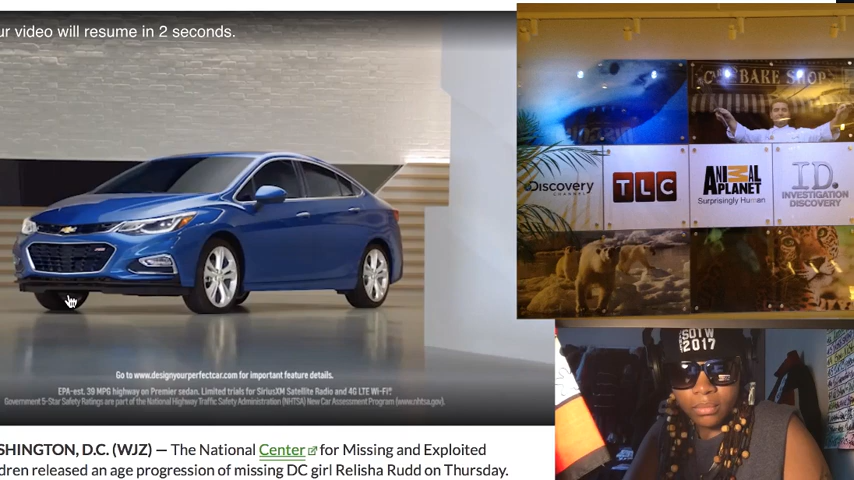 ur video will resume in 2 seconds.
Go to www.designyourperfectcar.com for important feature details.
EPA-est. 39 MPG highway on Premier sedan. Limited trials for SiriusXM Satellite Radio and 4G LTE Wi-Fi®.
Government 5-Star Safety Ratings are part of the National Highway Traffic Safety Administration (NHTSA) New Car Assessment Program (www.nhtsa.gov).
SHINGTON, D.C. (WJZ) — The National Center for Missing and Exploited
dren released an age progression of missing DC girl Relisha Rudd on Thursday.
BAKE SHOP
Discovery
CHANNEL
TLC
ANIMAL
PLANET
Surprisingly Human
I.D.
INVESTIGATION
DISCOVERY
SOTW
2017